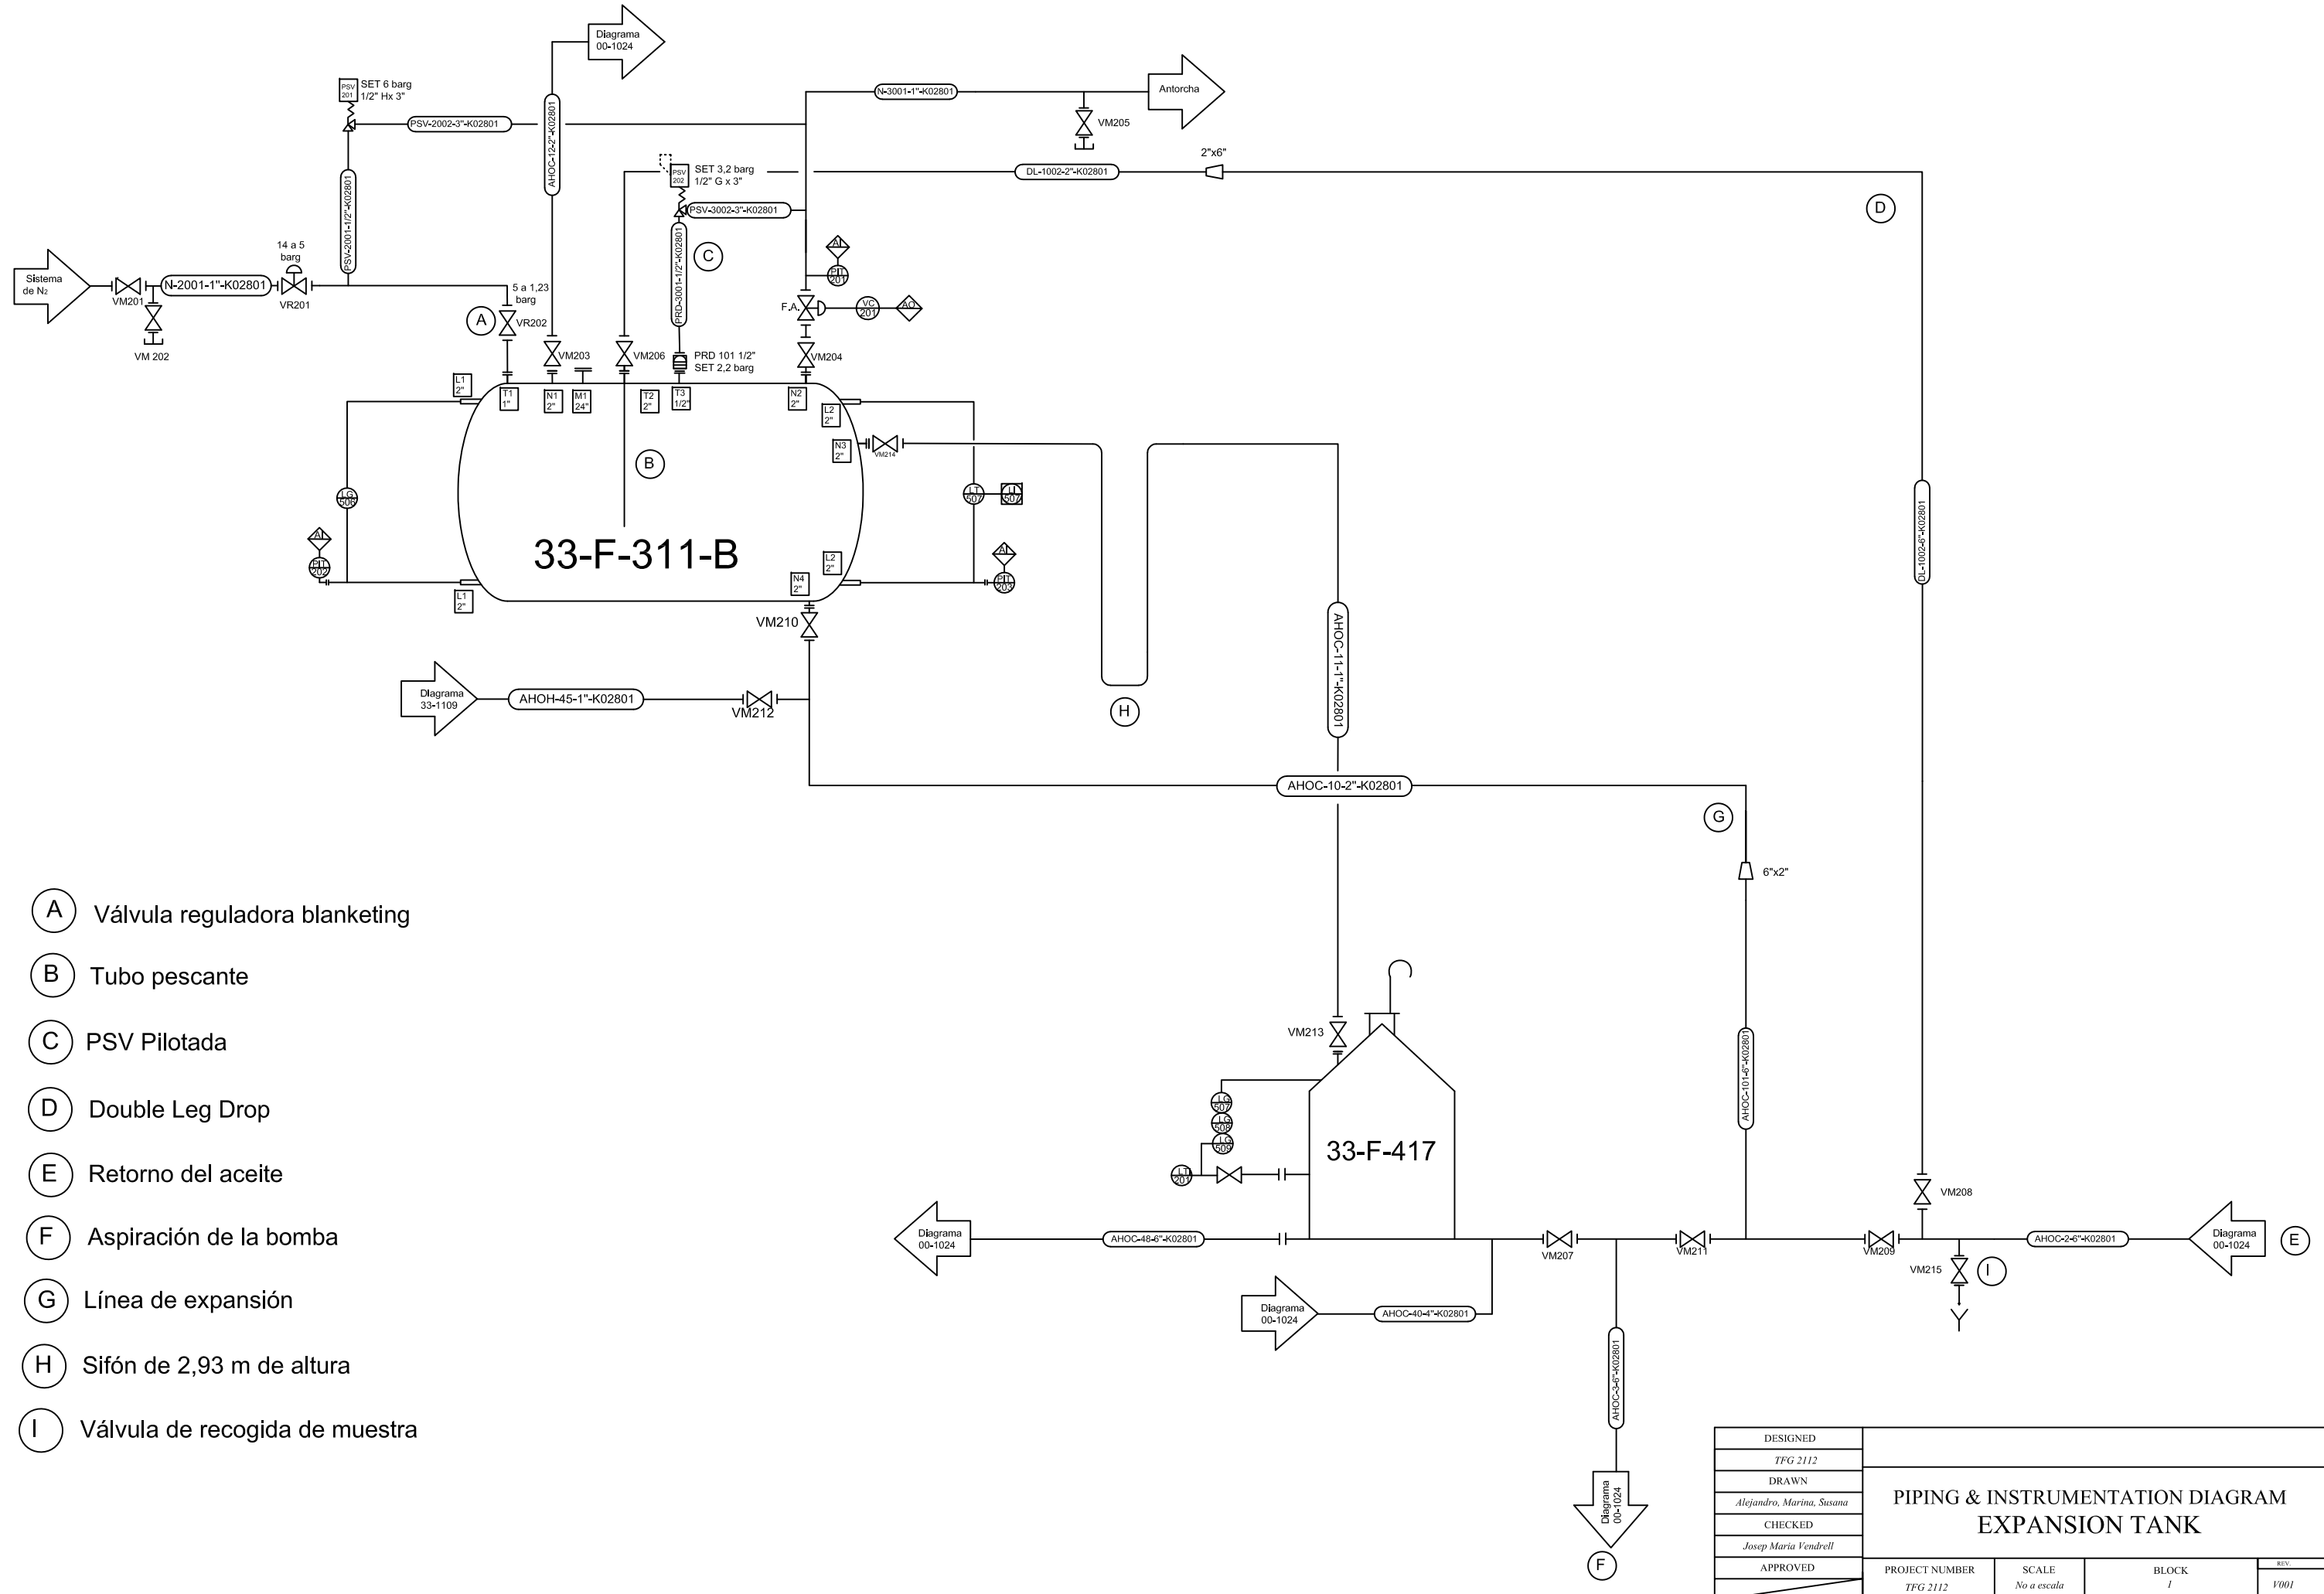 Diagrama
00-1024
PSV
201
SET 6 barg
1/2" Hx 3"
PSV-2002-3"-K02801
AHOC-12-2"-K02801
N-3001-1"-K02801
Antorcha
VM205
PSV-2001-1/2"-K02801
PSV
202
SET 3,2 barg
1/2" G x 3"
DL-1002-2"-K02801
2"x6"
D
PSV-3002-3"-K02801
PRD-3001-1/2"-K02801
C
14 a 5
barg
AI
PIT
201
Sistema
de N2
VM201
N-2001-1"-K02801
VR201
VM 202
5 a 1,23
barg
A
VR202
F.A.
VC
201
AO
VM203
VM206
PRD 101 1/2"
SET 2,2 barg
VM204
L1
2"
T1
1"
N1
2"
M1
24"
T2
2"
T3
1/2"
N2
2"
L2
2"
N3
2"
VM214
B
LG
506
LT
507
LI
507
AI
PIT
202
33-F-311-B
L2
2"
N4
2"
AI
PIT
203
L1
2"
VM210
DL-1002-6"-K02801
Diagrama
33-1109
AHOH-45-1"-K02801
VM212
H
AHOC-11-1"-K02801
AHOC-10-2"-K02801
G
6"x2"
A Válvula reguladora blanketing
B Tubo pescante
C PSV Pilotada
D Double Leg Drop
E Retorno del aceite
F Aspiración de la bomba
G Línea de expansión
H Sifón de 2,93 m de altura
I Válvula de recogida de muestra
VM213
AHOC-101-6"-K02801
LG
507
LG
508
LG
509
LT
201
33-F-417
VM208
Diagrama
00-1024
AHOC-48-6"-K02801
VM207
VM211
VM209
AHOC-2-6"-K02801
Diagrama
00-1024
E
VM215
I
Diagrama
00-1024
AHOC-40-4"-K02801
AHOC-3-6"-K02801
Diagrama
00-1024
F
DESIGNED
TFG 2112
DRAWN
Alejandro, Marina, Susana
CHECKED
Josep Maria Vendrell
APPROVED
PIPING & INSTRUMENTATION DIAGRAM
EXPANSION TANK
PROJECT NUMBER
TFG 2112
SCALE
No a escala
BLOCK
1
REV.
V001